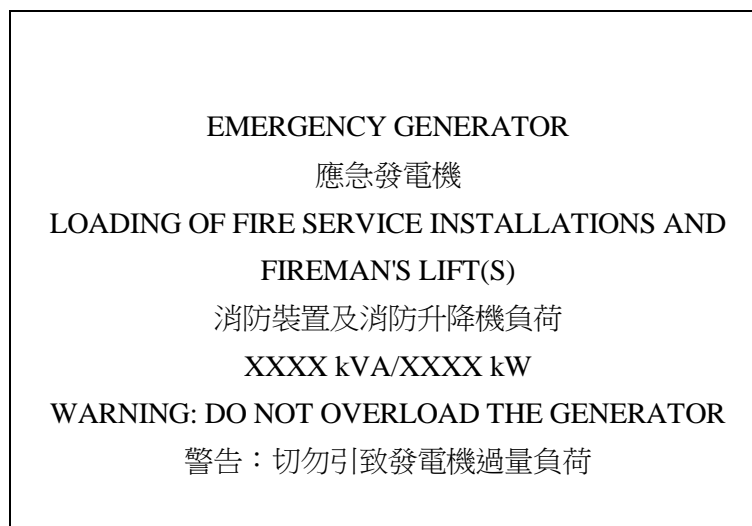 EMERGENCY GENERATOR
應急發電機
LOADING OF FIRE SERVICE INSTALLATIONS AND
FIREMAN'S LIFT(S)
消防裝置及消防升降機負荷
XXXX kVA/XXXX kW
WARNING: DO NOT OVERLOAD THE GENERATOR
警告：切勿引致發電機過量負荷